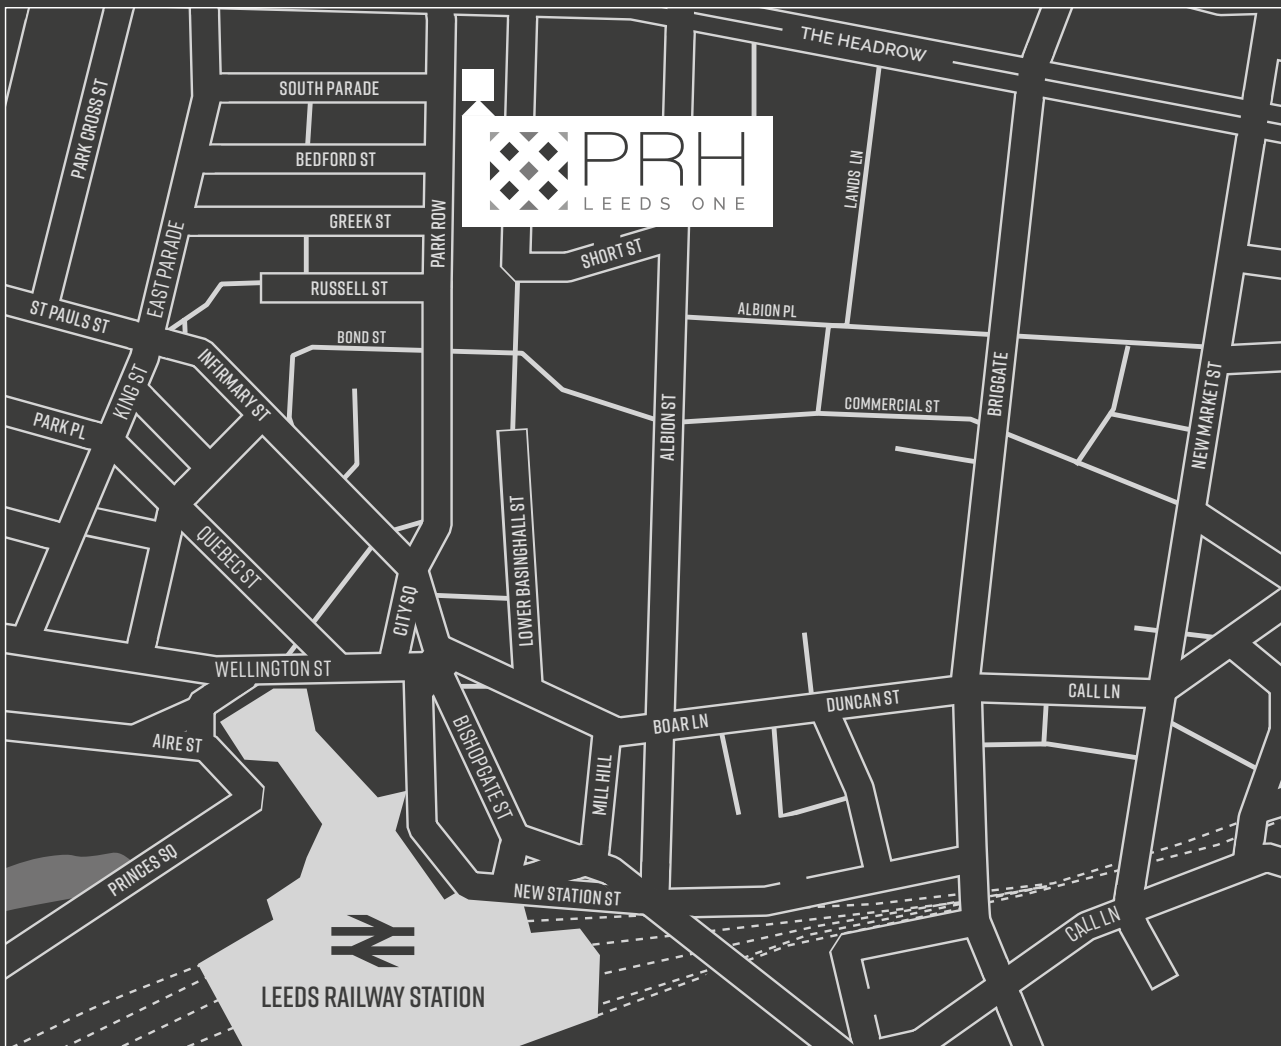 THE HEADROW
SOUTH PARADE
PARK CROSS ST
BEDFORD ST
PRH
LEEDS ONE
LANDS LN
GREEK ST
PARK ROW
EAST PARADE
SHORT ST
RUSSELL ST
ST PAULS ST
ALBION PL
BOND ST
INFIRMARY ST
KING ST
BRIGGATE
NEW MARKET ST
COMMERCIAL ST
ALBION ST
PARK PL
QUEBEC ST
LOWER BASINGHALL ST
CITY SQ
WELLINGTON ST
CALL LN
DUNCAN ST
BOAR LN
AIRE ST
BISHOPGATE ST
MILL HILL
PRINCES SQ
NEW STATION ST
CALL LN
LEEDS RAILWAY STATION